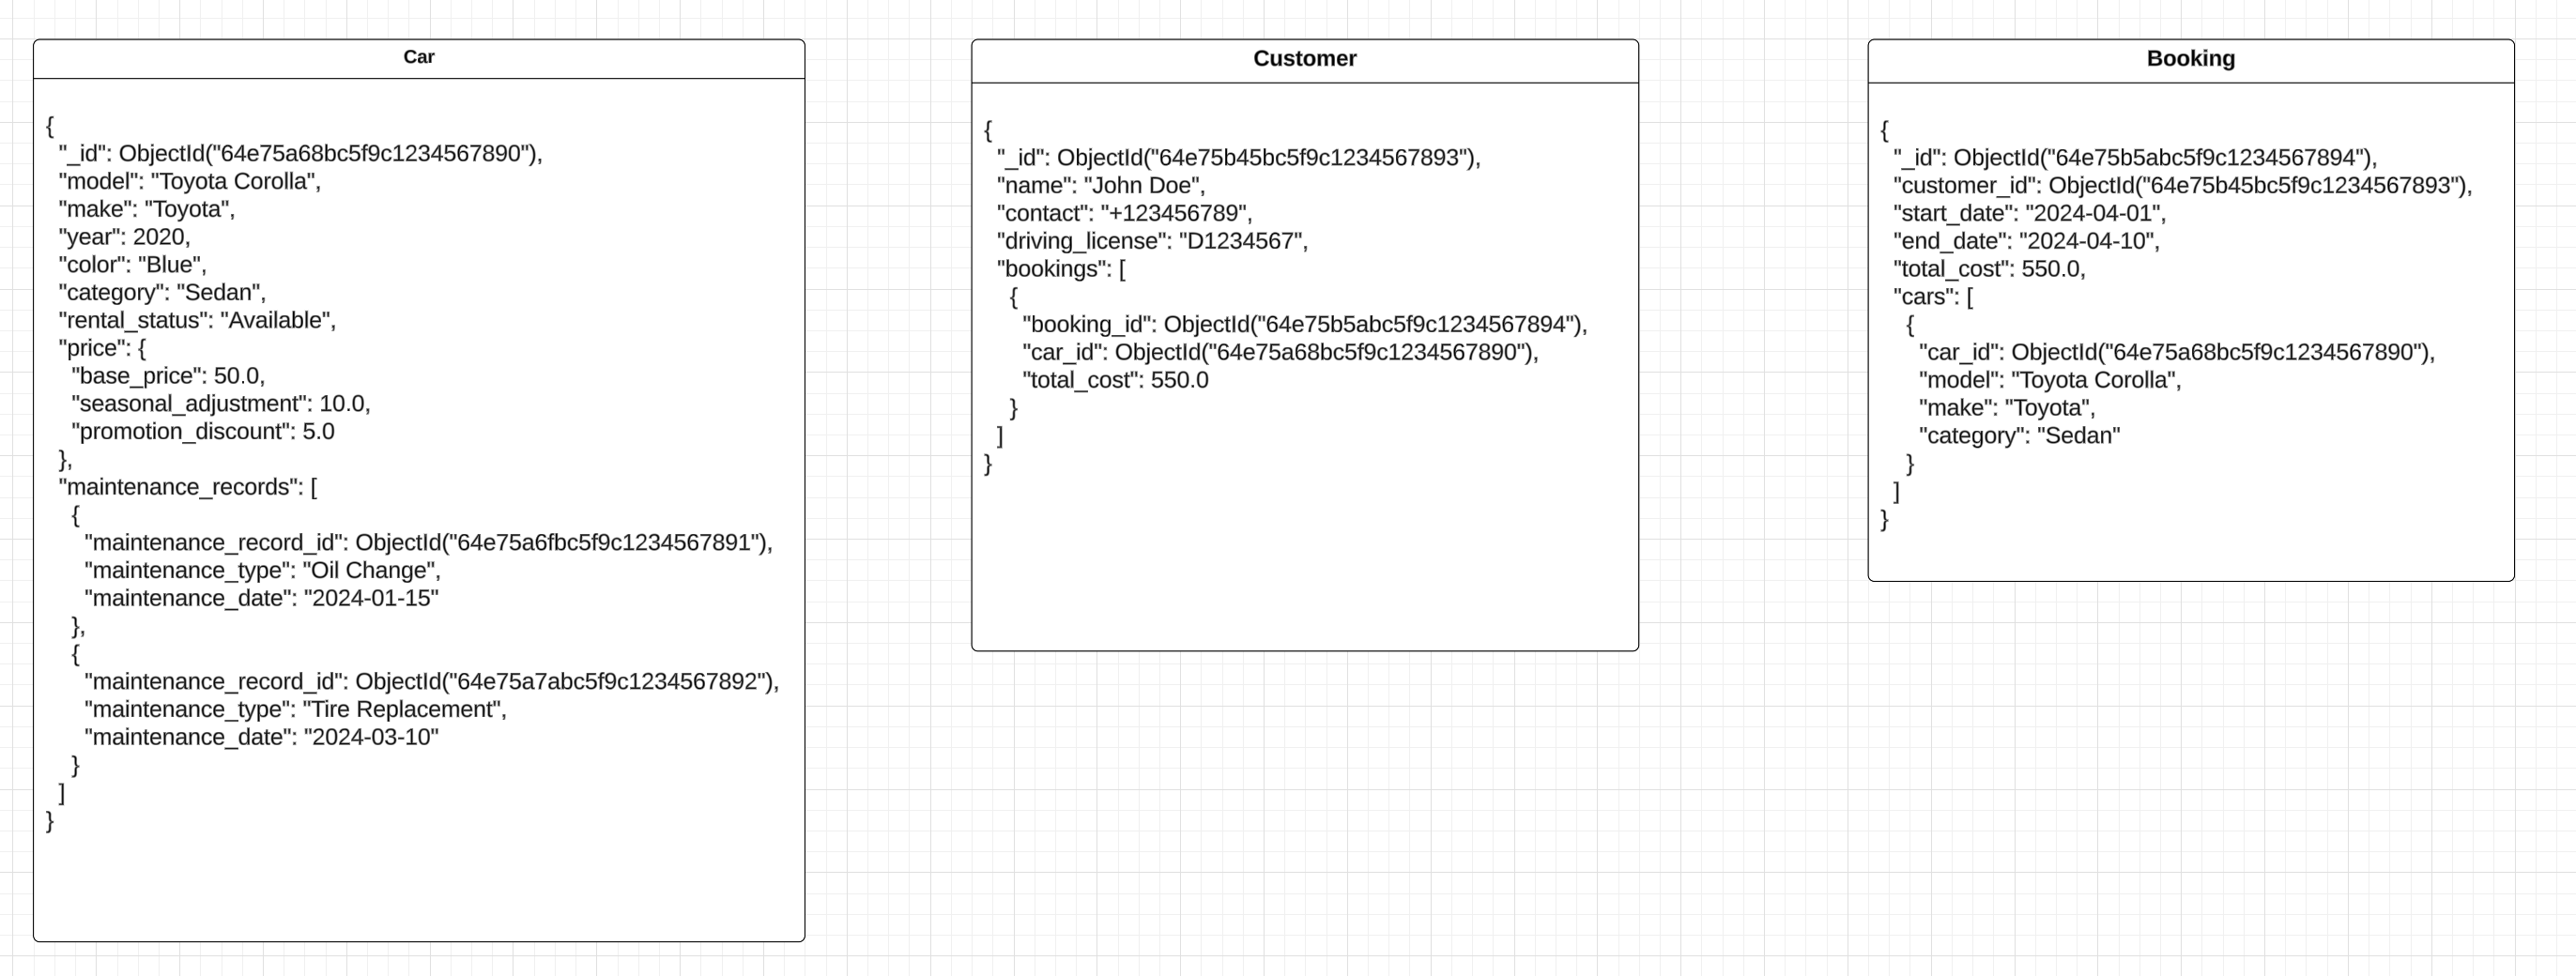 Car
{
"_id": ObjectId("64e75a68bc5f9c1234567890"),
"model": "Toyota Corolla",
"make": "Toyota",
"year": 2020,
"color": "Blue",
"category": "Sedan",
"rental_status": "Available",
"price": {
"base_price": 50.0,
"seasonal_adjustment": 10.0,
"promotion_discount": 5.0
},
"maintenance_records": [
{
"maintenance_record_id": ObjectId("64e75a6fbc5f9c1234567891"),
"maintenance_type": "Oil Change",
"maintenance_date": "2024-01-15"
},
{
"maintenance_record_id": ObjectId("64e75a7abc5f9c1234567892"),
"maintenance_type": "Tire Replacement",
"maintenance_date": "2024-03-10"
}
]
}
Customer
{
"_id": ObjectId("64e75b45bc5f9c1234567893"),
"name": "John Doe",
"contact": "+123456789",
"driving_license": "D1234567",
"bookings": [
{
"booking_id": ObjectId("64e75b5abc5f9c1234567894"),
"car_id": ObjectId("64e75a68bc5f9c1234567890"),
"total_cost": 550.0
}
]
}
Booking
{
"_id": ObjectId("64e75b5abc5f9c1234567894"),
"customer_id": ObjectId("64e75b45bc5f9c1234567893"),
"start_date": "2024-04-01",
"end_date": "2024-04-10",
"total_cost": 550.0,
"cars": [
{
"car_id": ObjectId("64e75a68bc5f9c1234567890"),
"model": "Toyota Corolla",
"make": "Toyota",
"category": "Sedan"
}
]
}